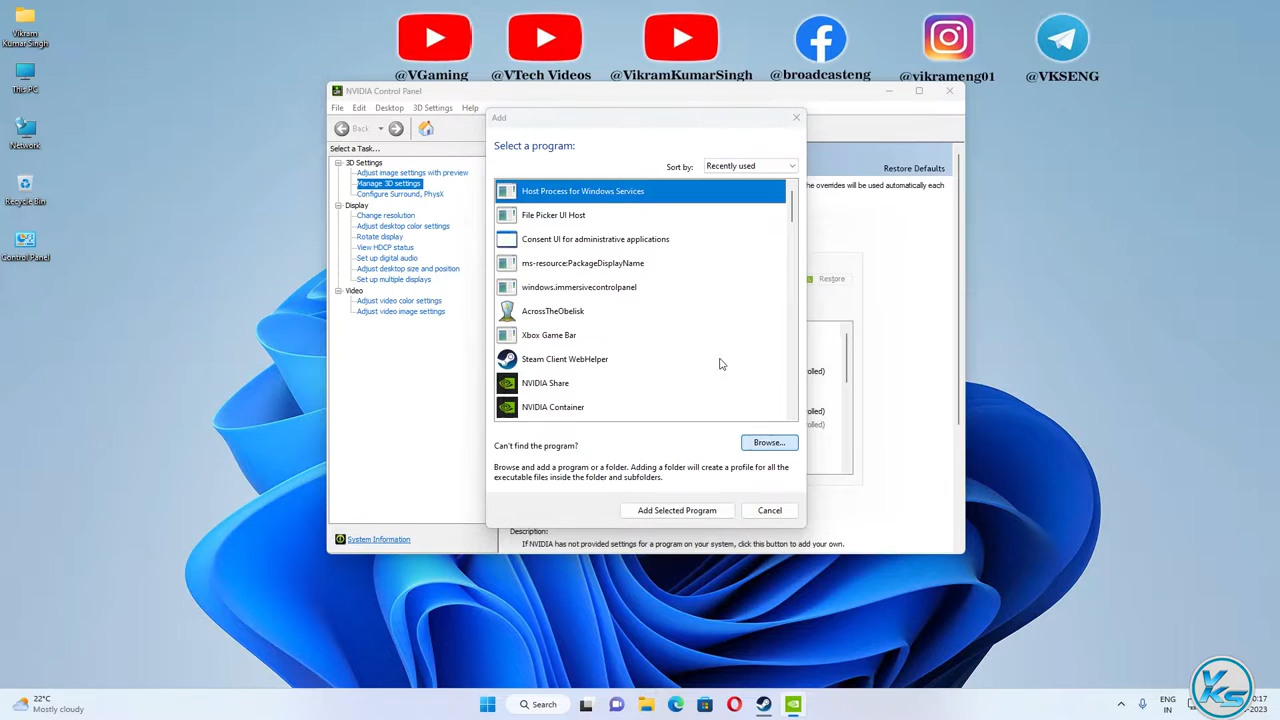 Vikram
Kumar Singh
This PC
Network
Recycle Bin
Control Panel
@VGaming
@VTech Videos
@VikramKumarSingh
@broadcasteng
@vikrameng01
@VKSENG
NVIDIA Control Panel
File Edit Desktop 3D Settings Help
Back
Select a Task...
3D Settings
Adjust image settings with preview
Manage 3D settings
Configure Surround, PhysX
Display
Change resolution
Adjust desktop color settings
Rotate display
View HDCP status
Set up digital audio
Adjust desktop size and position
Set up multiple displays
Video
Adjust video color settings
Adjust video image settings
System Information
Add
Select a program:
Sort by: Recently used
Host Process for Windows Services
File Picker UI Host
Consent UI for administrative applications
ms-resource:PackageDisplayName
windows.immersivecontrolpanel
AcrossTheObelisk
Xbox Game Bar
Steam Client WebHelper
NVIDIA Share
NVIDIA Container
Can't find the program?
Browse...
Browse and add a program or a folder. Adding a folder will create a profile for all the
executable files inside the folder and subfolders.
Add Selected Program
Cancel
Restore Defaults
he overrides will be used automatically each
Restore
olled)
olled)
olled)
Description:
If NVIDIA has not provided settings for a program on your system, click this button to add your own.
22°C
Mostly cloudy
Search
ENG
IN
0:17
-2023
KS